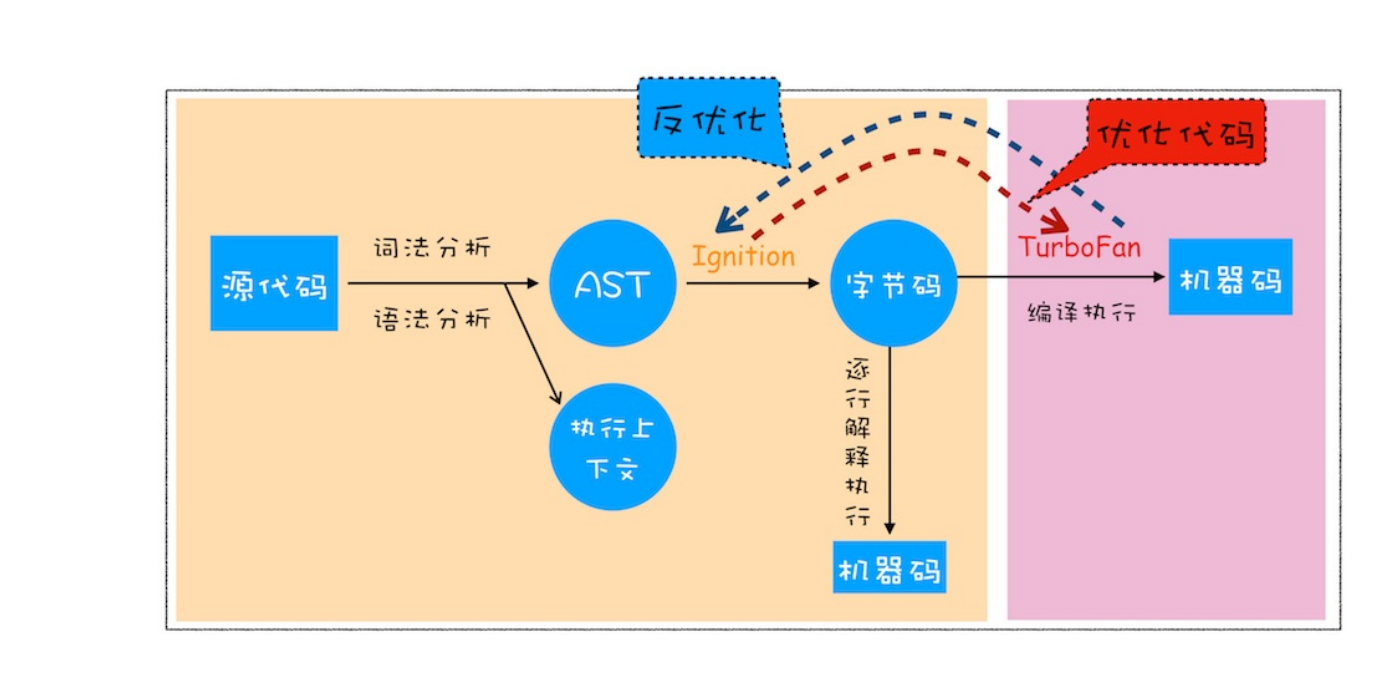 反优化
优化代码
源代码
词法分析
语法分析
AST
Ignition
字节码
TurboFan
编译执行
机器码
执行上
下文
逐
行
解
释
执
行
机器码